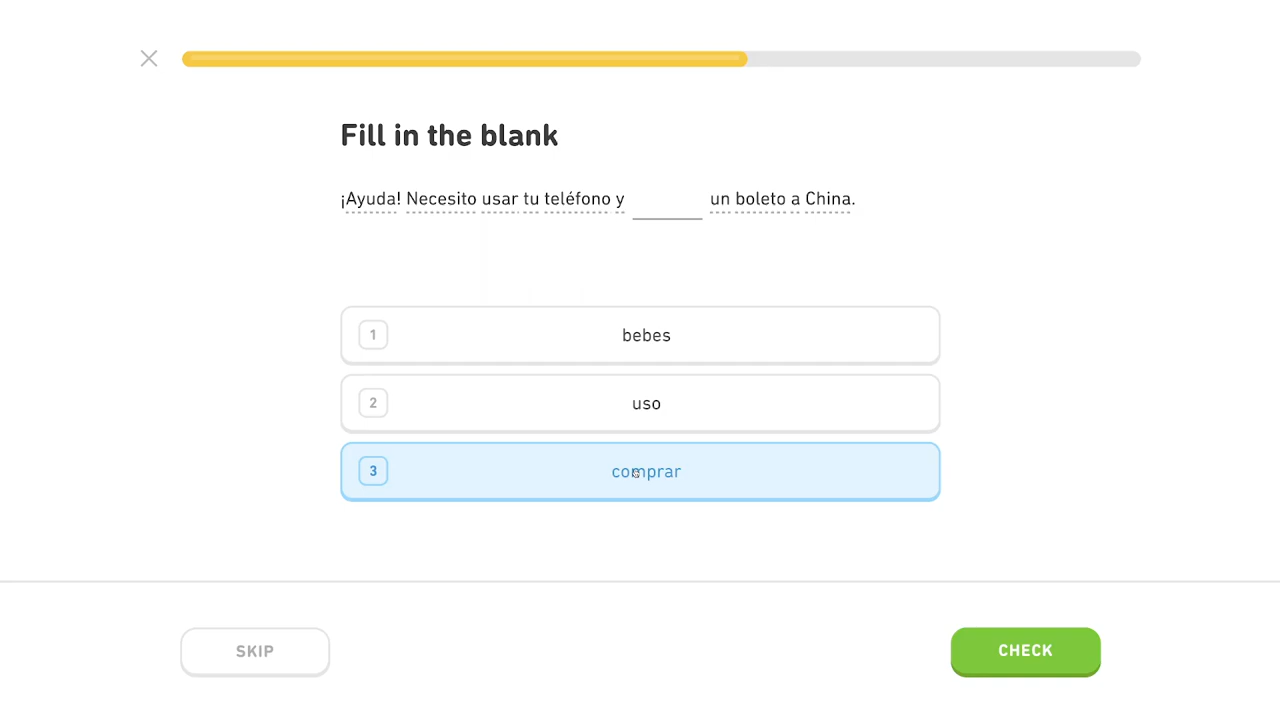 Fill in the blank
¡Ayuda! Necesito usar tu teléfono y ______ un boleto a China.
1 bebes
2 uso
3 comprar
SKIP
CHECK